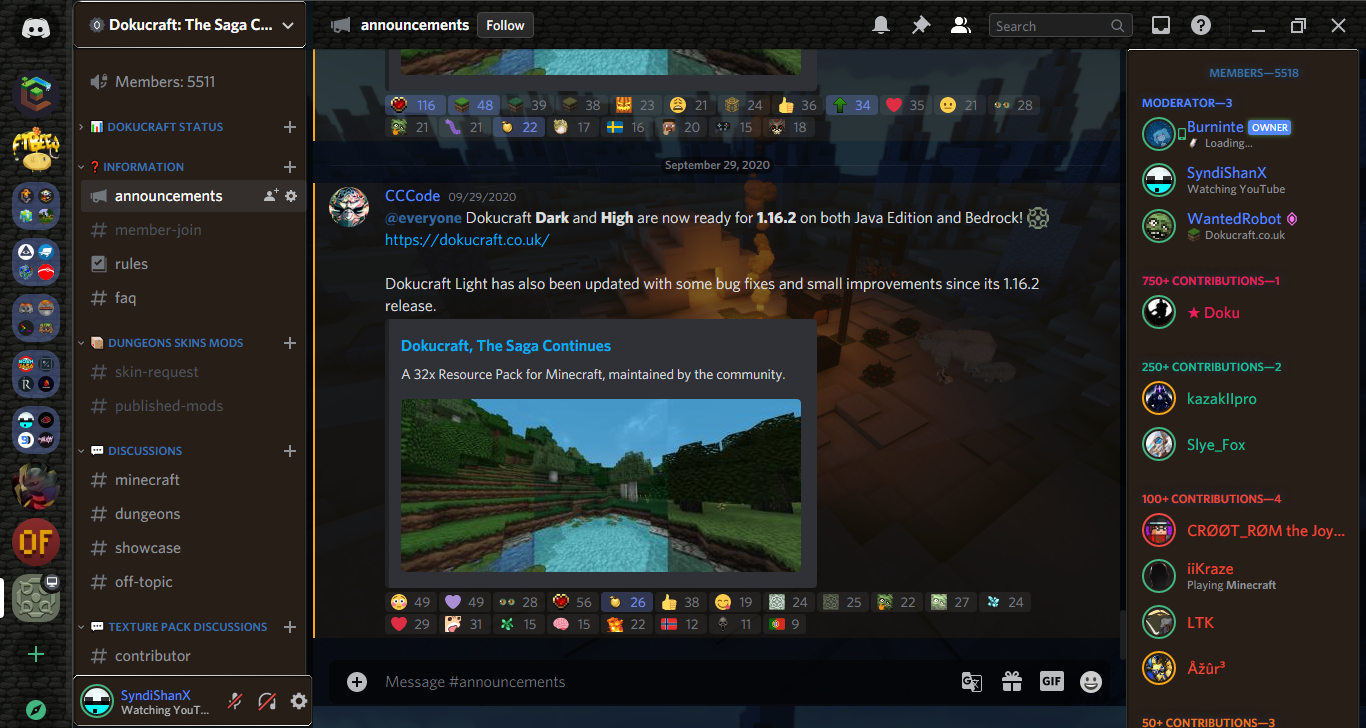 Dokucraft: The Saga C...
Members: 5511
DOKUCRAFT STATUS
INFORMATION
announcements
member-join
rules
faq
DUNGEONS SKINS MODS
skin-request
published-mods
DISCUSSIONS
minecraft
dungeons
showcase
off-topic
TEXTURE PACK DISCUSSIONS
contributor
SyndiShanX
Watching YouT...
OF
announcements
Follow
Search
116 48 39 38 23 21 24 36 34 35 21 28
21 21 22 17 16 20 15 18
September 29, 2020
CCCode 09/29/2020
@everyone Dokucraft Dark and High are now ready for 1.16.2 on both Java Edition and Bedrock!
https://dokucraft.co.uk/
Dokucraft Light has also been updated with some bug fixes and small improvements since its 1.16.2
release.
Dokucraft, The Saga Continues
A 32x Resource Pack for Minecraft, maintained by the community.
49 49 28 56 26 38 19 24 25 22 27 24
29 31 15 15 22 12 11 9
Message #announcements
GIF
MEMBERS—5518
MODERATOR—3
Burninte OWNER
Loading...
SyndiShanX
Watching YouTube
WantedRobot
Dokucraft.co.uk
750+ CONTRIBUTIONS—1
★ Doku
250+ CONTRIBUTIONS—2
kazakIIpro
Slye_Fox
100+ CONTRIBUTIONS—4
CRØØT_RØM the Joy...
iiKraze
Playing Minecraft
LTK
Åžûr³
50+ CONTRIBUTIONS—3